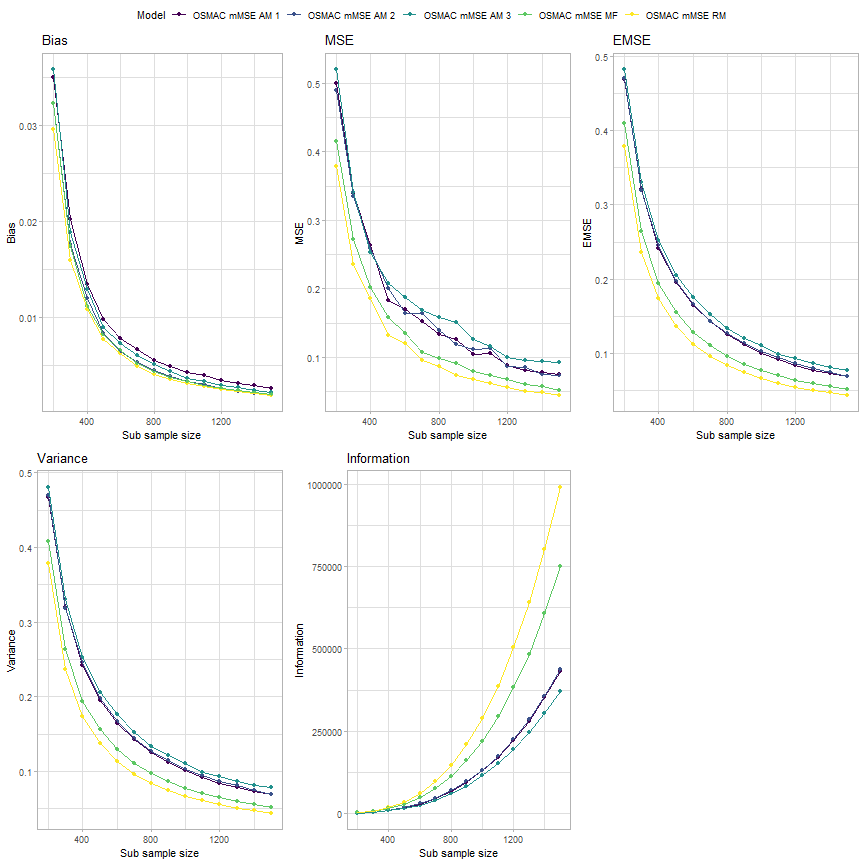 Model OSMAC mMSE AM 1 OSMAC mMSE AM 2 OSMAC mMSE AM 3 OSMAC mMSE MF OSMAC mMSE RM
Bias
0.03
0.02
0.01
Bias
400 800 1200
Sub sample size
MSE
0.5
0.4
0.3
0.2
0.1
MSE
400 800 1200
Sub sample size
EMSE
0.5
0.4
0.3
0.2
0.1
EMSE
400 800 1200
Sub sample size
Variance
0.5
0.4
0.3
0.2
0.1
Variance
400 800 1200
Sub sample size
Information
1000000
750000
500000
250000
0
Information
400 800 1200
Sub sample size